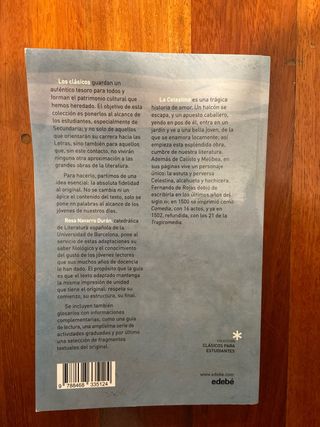 Los clásicos guardan un
auténtico tesoro para todos y
forman el patrimonio cultural que
hemos heredado. El objetivo de esta
colección es ponerlos al alcance de
los estudiantes, especialmente de
Secundaria; y no solo de aquellos
que orientarán su carrera hacia las
Letras, sino también para aquellos
que, sin este contacto, no vivirán
ninguna otra aproximación a las
grandes obras de la literatura.
Para hacerlo, partimos de una
idea esencial: la absoluta fidelidad
al original. No se cambia ni un
ápice el contenido del texto, solo se
pone en palabras al alcance de los
jóvenes de nuestros días.
Rosa Navarro Durán, catedrática
de Literatura española de la
Universidad de Barcelona, pone
al servicio de estas adaptaciones su
saber filológico y el conocimiento
del gusto de los jóvenes lectores
que sus muchos años de docencia
le han dado. El propósito que la guía
es que el texto adaptado mantenga
la misma impresión de unidad
que tiene el original: respeta su
comienzo, su estructura, su final.
Se incluyen también
glosarios con informaciones
complementarias, como una guía
de lectura, una amplísima serie de
actividades graduadas y por último
una selección de fragmentos
textuales del original.
La Celestina es una trágica
historia de amor. Un halcón se
escapa, y un apuesto caballero,
yendo en pos de él, entra en un
jardín y ve a una bella joven, de la
que se enamora locamente; así
empieza esta espléndida obra,
cumbre de nuestra literatura.
Además de Calisto y Melibea, en
sus páginas vive un personaje
único: la astuta y perversa
Celestina, alcahueta y hechicera.
Fernando de Rojas debió de
escribirla en los últimos años del
siglo XV; en 1500 se imprimió como
Comedia, con 16 actos, y ya en
1502, refundida, con los 21 de la
Tragicomedia.
9 788468 335124
COLECCIÓN
CLÁSICOS PARA
ESTUDIANTES
www.edebe.com
edebé